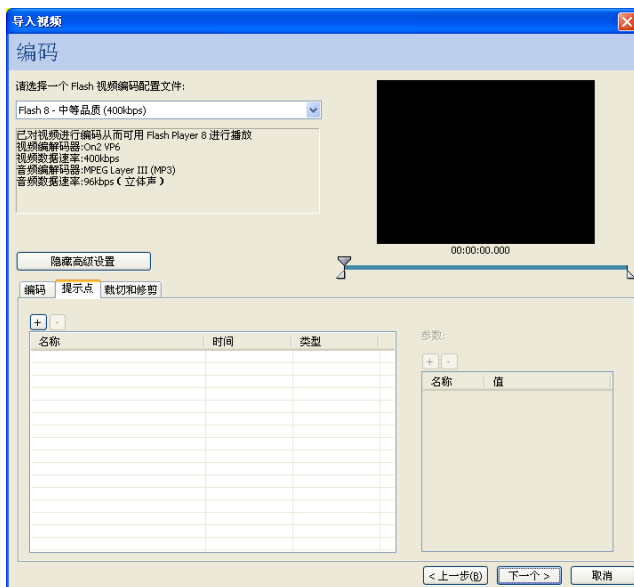 导入视频
编码
请选择一个 Flash 视频编码配置文件:
Flash 8 - 中等品质 (400kbps)
已对视频进行编码从而可用 Flash Player 8 进行播放
视频编解码器:On2 VP6
视频数据速率:400kbps
音频编解码器:MPEG Layer III (MP3)
音频数据速率:96kbps ( 立体声 )
00:00:00.000
隐藏高级设置
编码 提示点 裁切和修剪
+ -
名称 时间 类型
参数:
+ -
名称 值
< 上一步(B) 下一个 > 取消